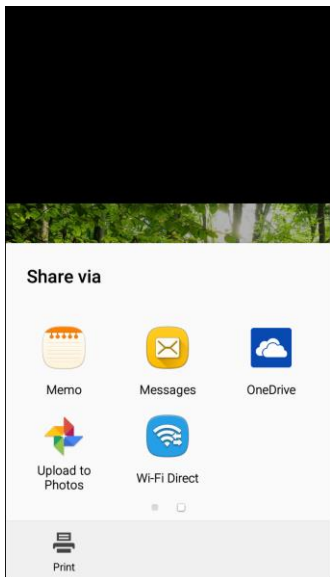 Share via
Memo
Messages
OneDrive
Upload to
Photos
Wi-Fi Direct
Print